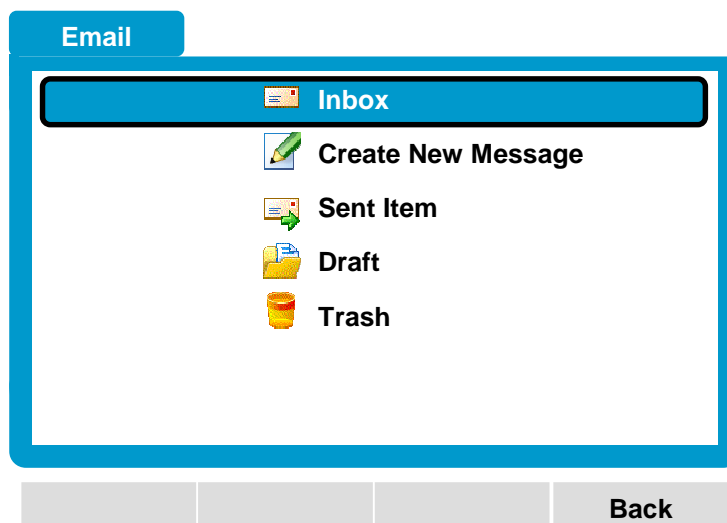 Email
Inbox
Create New Message
Sent Item
Draft
Trash
Back